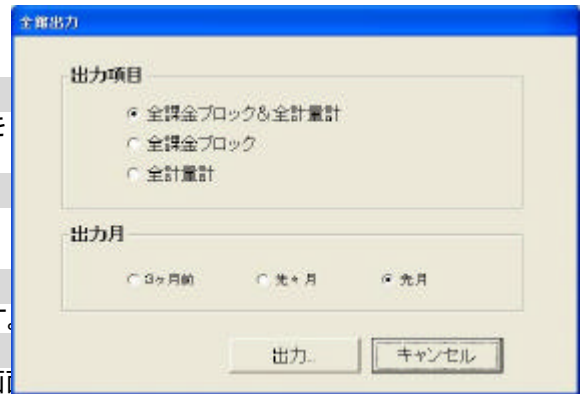 全館出力
出力項目
全課金ブロック&全計量計
全課金ブロック
全計量計
出力月
3ヶ月前 先々月 先月
出力... キャンセル